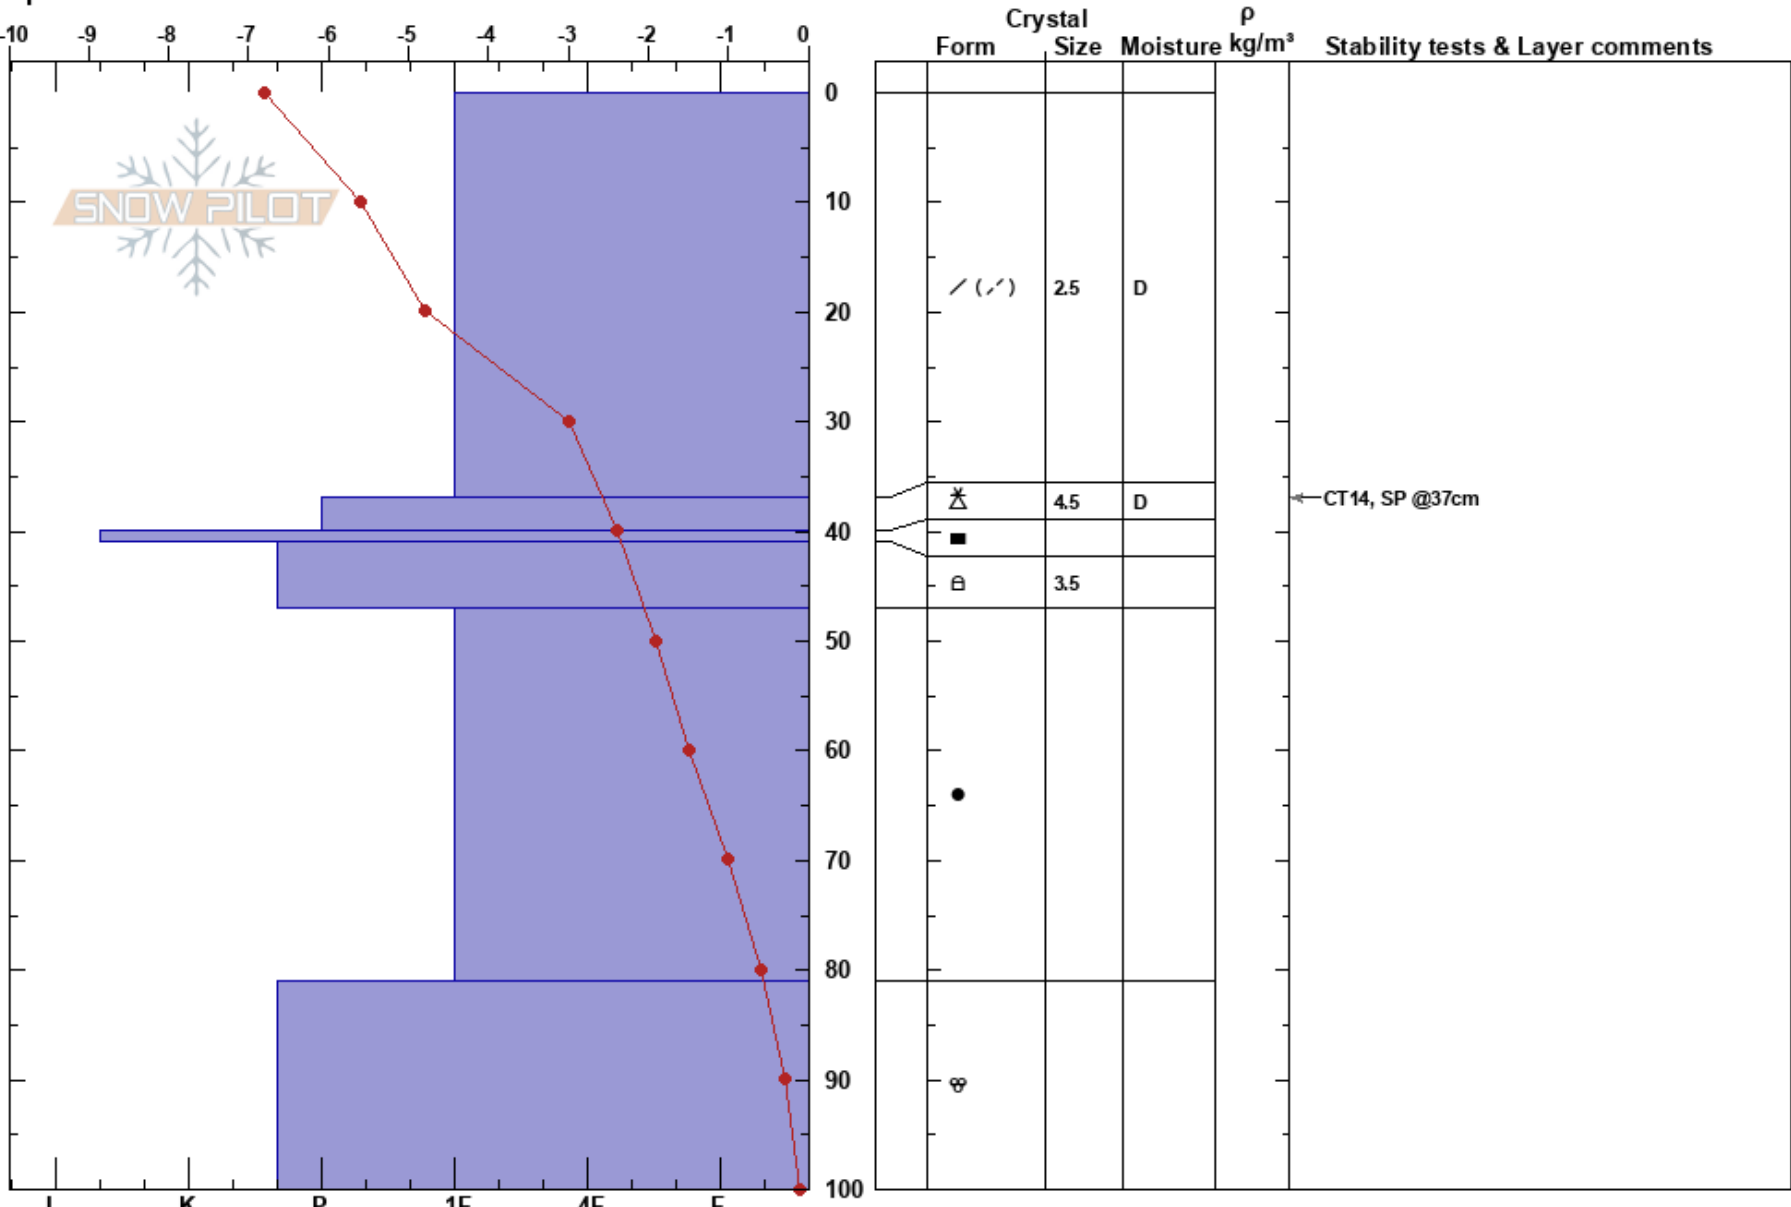 -10 -9 -8 -7 -6 -5 -4 -3 -2 -1 0
Crystal
ρ
Form Size Moisture kg/m³ Stability tests & Layer comments
0
SNOW PILOT
10
/ (⁄) 2.5 D
20
30
4.5 D
CT14, SP @37cm
40
3.5
50
60
70
80
90
100
I K P 1F 4F F